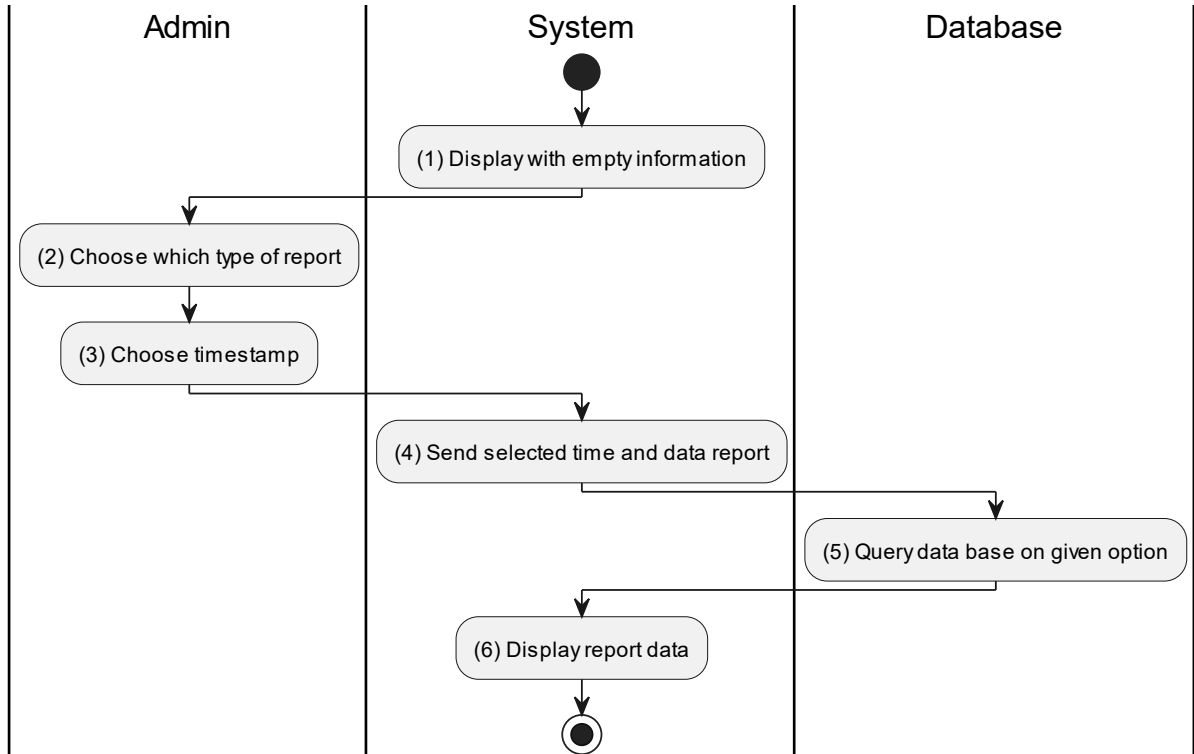 Admin
System
Database
(1) Display with empty information
(2) Choose which type of report
(3) Choose timestamp
(4) Send selected time and data report
(5) Query data base on given option
(6) Display report data